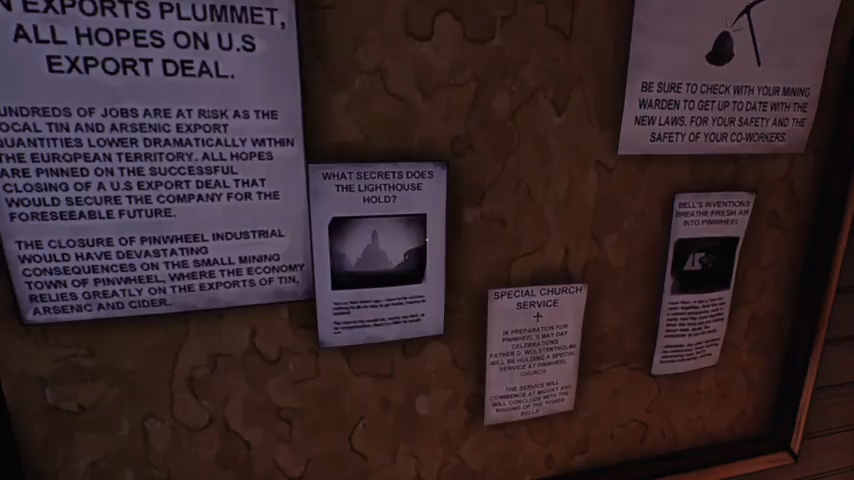 N EXPORTS PLUMMET,
ALL HOPES ON U.S
EXPORT DEAL.
UNDREDS OF JOBS ARE AT RISK AS THE
OCAL TIN AND ARSENIC EXPORT
QUANTITIES LOWER DRAMATICALLY WITHIN
THE EUROPEAN TERRITORY. ALL HOPES
ARE PINNED ON THE SUCCESSFUL
CLOSING OF A U.S EXPORT DEAL THAT
WOULD SECURE THE COMPANY FOR THE
FORESEEABLE FUTURE.
THE CLOSURE OF PINWHEEL INDUSTRIAL
WOULD HAVE DEVASTATING
CONSEQUENCES ON THE SMALL MINING
TOWN OF PINWHEEL, WHERE THE ECONOMY
RELIES GREATLY ON THE EXPORTS OF TIN,
ARSENIC AND CIDER.
WHAT SECRETS DOES
THE LIGHTHOUSE
HOLD?
SPECIAL CHURCH
SERVICE
IN PREPARATION FOR
PINWHEEL'S MAY DAY
CELEBRATIONS
FATHER D. WOLSTENTHOLME
WILL BE HOLDING A SPECIAL
SERVICE AT PINWHEEL
CHURCH.
THE SERVICE WILL
COMMENCE AT MIDDAY AND
WILL CONCLUDE WITH THE
RINGING OF THE TOWER
BELLS.
BE SURE TO CHECK WITH YOUR MINING
WARDEN TO GET UP TO DATE WITH THE
NEW LAWS. FOR YOUR SAFETY AND THE
SAFETY OF YOUR CO-WORKERS.
BELL'S INVENTIONS
BREATHE FRESH AIR
INTO PINWHEEL